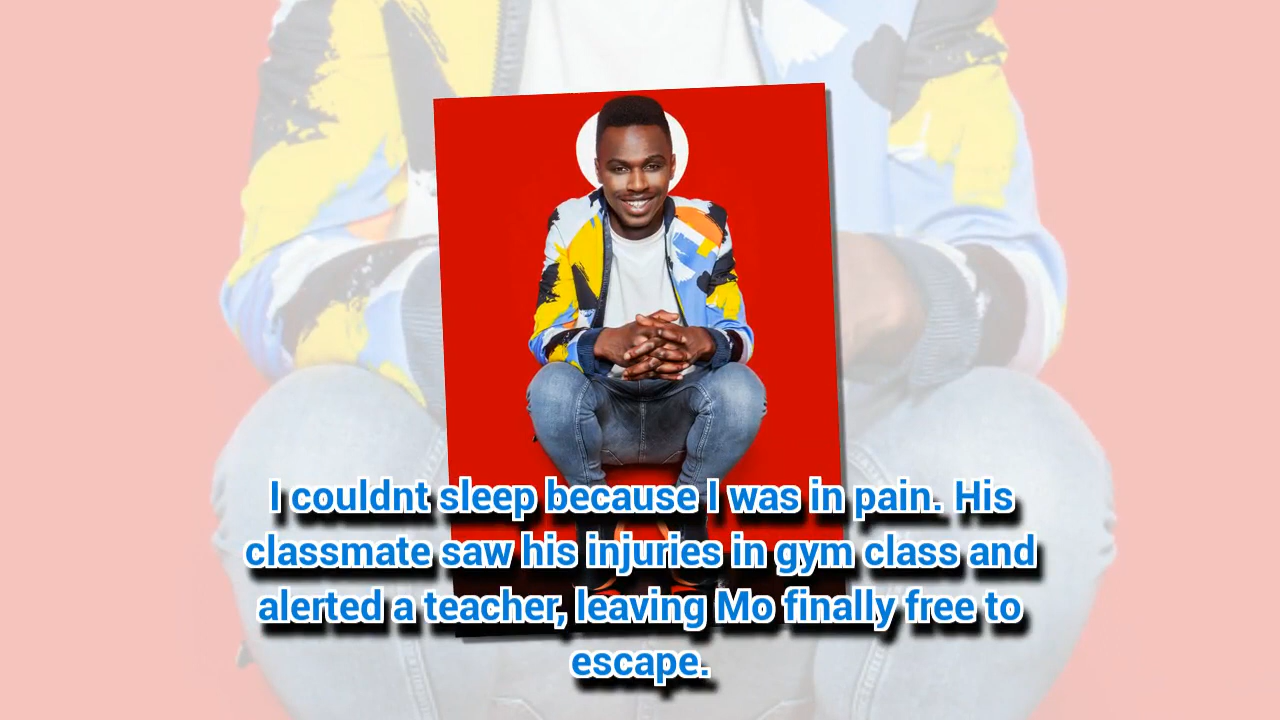 I couldnt sleep because I was in pain. His
classmate saw his injuries in gym class and
alerted a teacher, leaving Mo finally free to
escape.